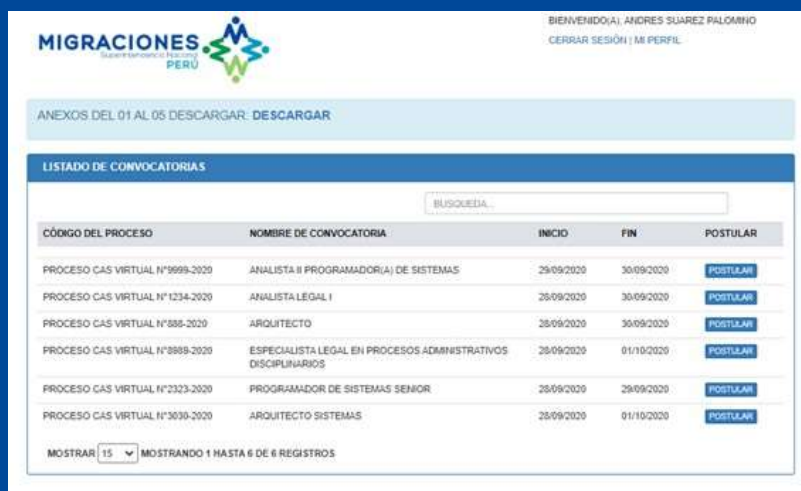 BIENVENIDO(A), ANDRES SUAREZ PALOMINO
CERRAR SESIÓN | MI PERFIL
MIGRACIONES
Superintendencia Nacional
PERÚ
ANEXOS DEL 01 AL 05 DESCARGAR: DESCARGAR
LISTADO DE CONVOCATORIAS
BUSQUEDA...
CÓDIGO DEL PROCESO NOMBRE DE CONVOCATORIA INICIO FIN POSTULAR
PROCESO CAS VIRTUAL N°9999-2020 ANALISTA II PROGRAMADOR(A) DE SISTEMAS 29/09/2020 30/09/2020 POSTULAR
PROCESO CAS VIRTUAL N°1234-2020 ANALISTA LEGAL I 28/09/2020 30/09/2020 POSTULAR
PROCESO CAS VIRTUAL N°888-2020 ARQUITECTO 28/09/2020 30/09/2020 POSTULAR
PROCESO CAS VIRTUAL N°8989-2020 ESPECIALISTA LEGAL EN PROCESOS ADMINISTRATIVOS 28/09/2020 01/10/2020 POSTULAR
DISCIPLINARIOS
PROCESO CAS VIRTUAL N°2323-2020 PROGRAMADOR DE SISTEMAS SENIOR 28/09/2020 29/09/2020 POSTULAR
PROCESO CAS VIRTUAL N°3030-2020 ARQUITECTO SISTEMAS 28/09/2020 01/10/2020 POSTULAR
MOSTRAR 15 MOSTRANDO 1 HASTA 6 DE 6 REGISTROS